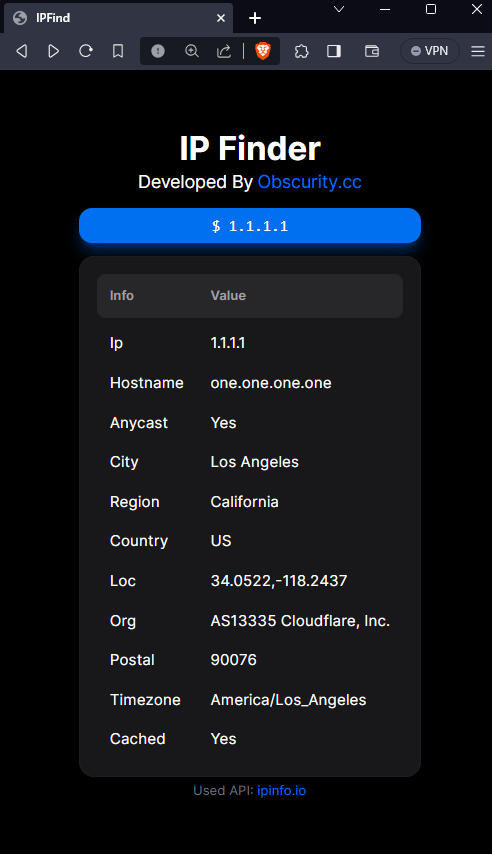 IPFind
VPN
IP Finder
Developed By Obscurity.cc
$ 1.1.1.1
Info Value
Ip 1.1.1.1
Hostname one.one.one.one
Anycast Yes
City Los Angeles
Region California
Country US
Loc 34.0522,-118.2437
Org AS13335 Cloudflare, Inc.
Postal 90076
Timezone America/Los_Angeles
Cached Yes
Used API: ipinfo.io